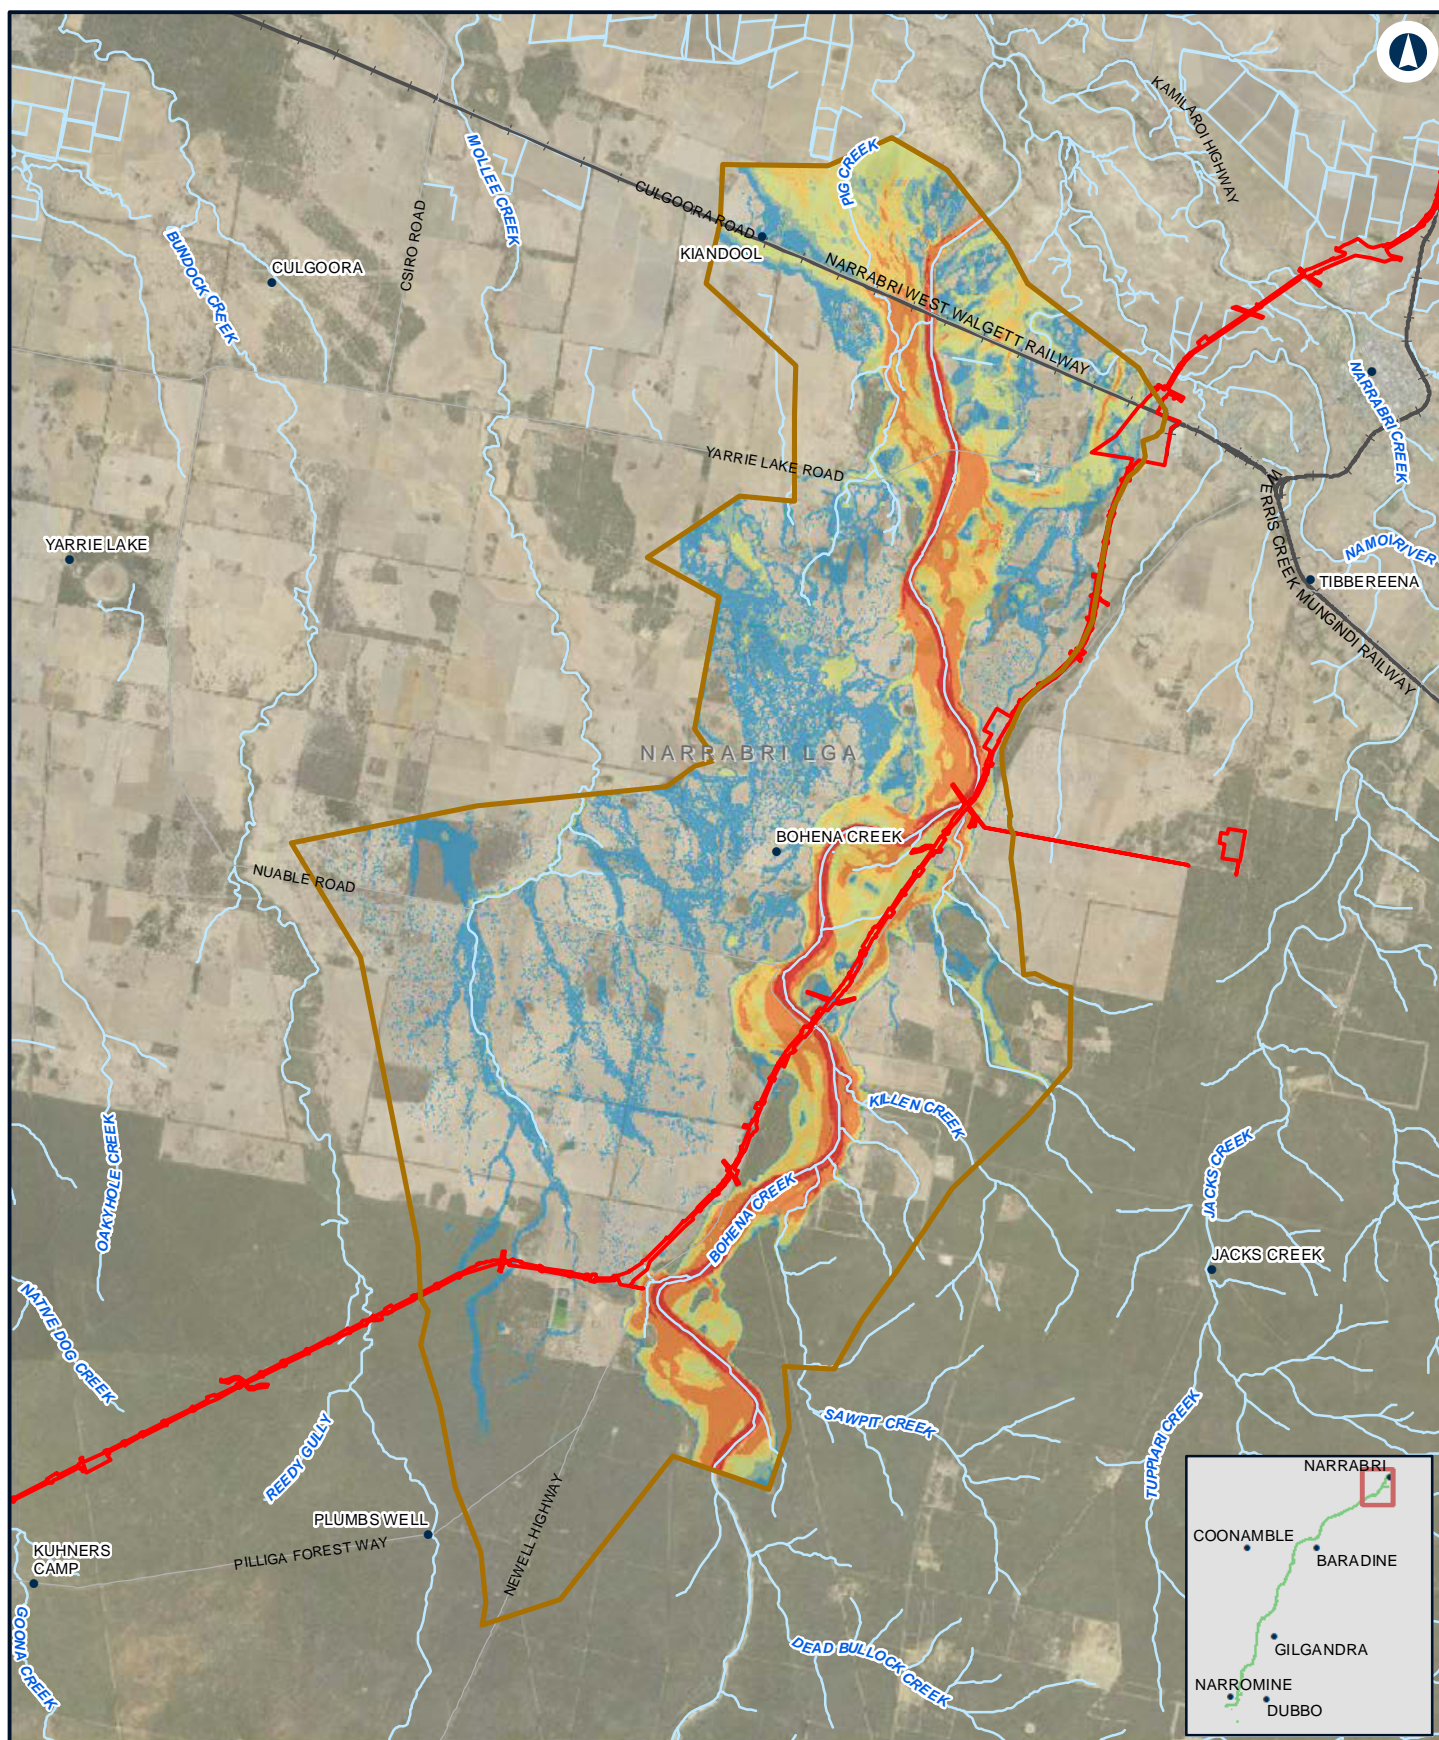 KAMILAROI HIGHWAY
PIG CREEK
MOLLEE CREEK
CULGOORA ROAD
KIANDOOL
CSIRO ROAD
BUNDOCK CREEK
CULGOORA
NARRABRI WEST WALGETT RAILWAY
NARRABRI CREEK
YARRIE LAKE ROAD
YARRIE LAKE
NAMOI RIVER
TIBBEREENA
MERRIS CREEK MUNGINDI RAILWAY
NARRABRI LGA
BOHENA CREEK
NUABLE ROAD
KILLEN CREEK
OAKYHOLE CREEK
JACKS CREEK
BOHENA CREEK
JACKS CREEK
NATIVE DOG CREEK
SAWPIT CREEK
TUPPIARI CREEK
REEDY GULLY
PLUMBS WELL
NEWELL HIGHWAY
PILLIGA FOREST WAY
KUHNERS
CAMP
GOONA CREEK
DEAD BULLOCK CREEK
NARRABRI
COONAMBLE
BARADINE
GILGANDRA
NARROMINE
DUBBO